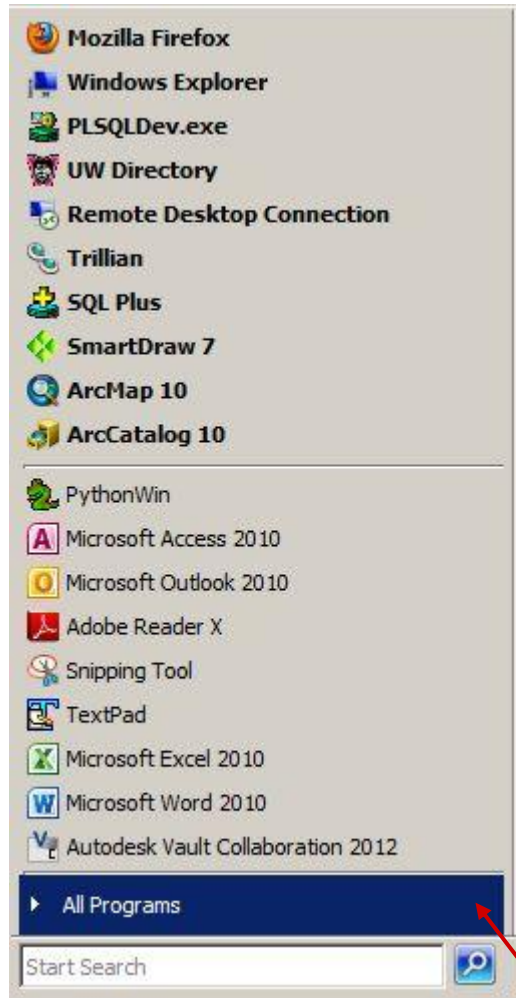 Mozilla Firefox
Windows Explorer
PLSQLDev.exe
UW Directory
Remote Desktop Connection
Trillian
SQL Plus
SmartDraw 7
ArcMap 10
ArcCatalog 10
PythonWin
Microsoft Access 2010
Microsoft Outlook 2010
Adobe Reader X
Snipping Tool
TextPad
Microsoft Excel 2010
Microsoft Word 2010
Autodesk Vault Collaboration 2012
All Programs
Start Search